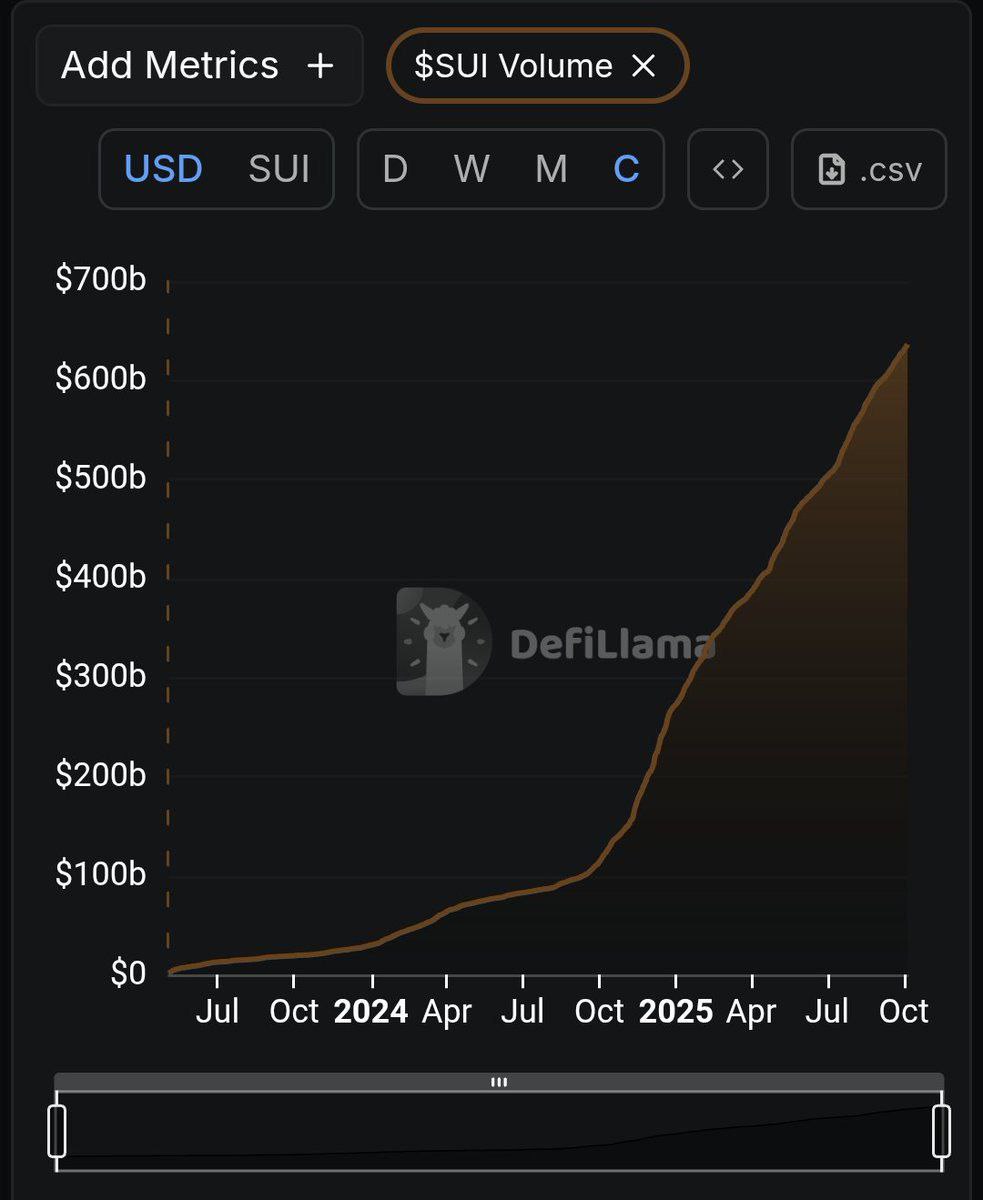 Add Metrics +
$SUI Volume ×
USD SUI
D W M C
<>
.csv
$700b
$600b
$500b
$400b
$300b
$200b
$100b
$0
DefiLlama
Jul Oct 2024 Apr Jul Oct 2025 Apr Jul Oct